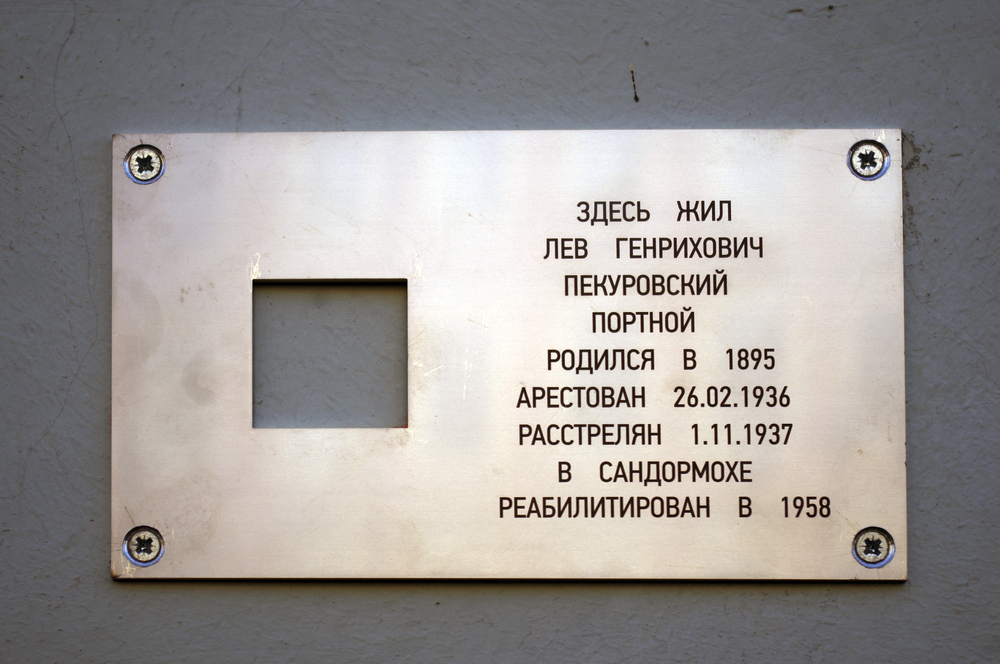 ЗДЕСЬ ЖИЛ
ЛЕВ ГЕНРИХОВИЧ
ПЕКУРОВСКИЙ
ПОРТНОЙ
РОДИЛСЯ В 1895
АРЕСТОВАН 26.02.1936
РАССТРЕЛЯН 1.11.1937
В САНДОРМОХЕ
РЕАБИЛИТИРОВАН В 1958